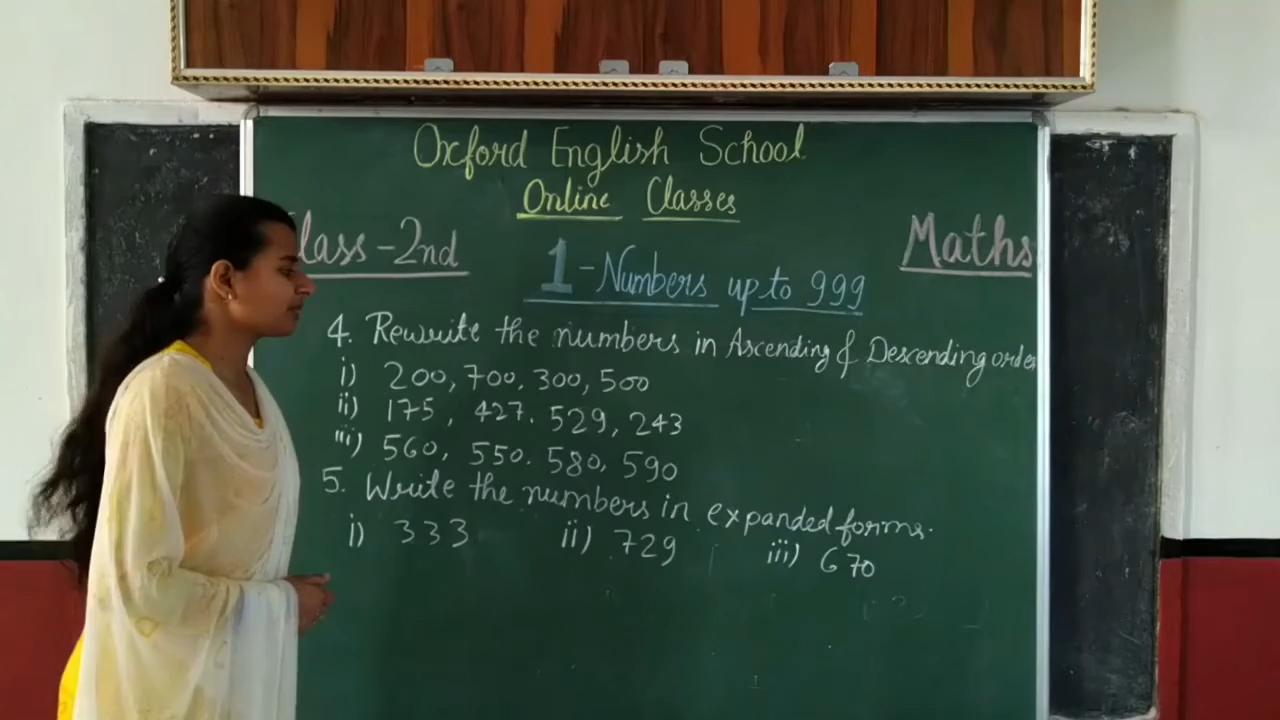 Oxford English School
Online Classes
lass-2nd
Maths
1-Numbers up to 999
4. Rewrite the numbers in Ascending & Descending order
i) 200, 700, 300, 500
ii) 175, 427. 529, 243
iii) 560, 550. 580, 590
5. Write the numbers in expanded forms.
i) 333 ii) 729 iii) 670